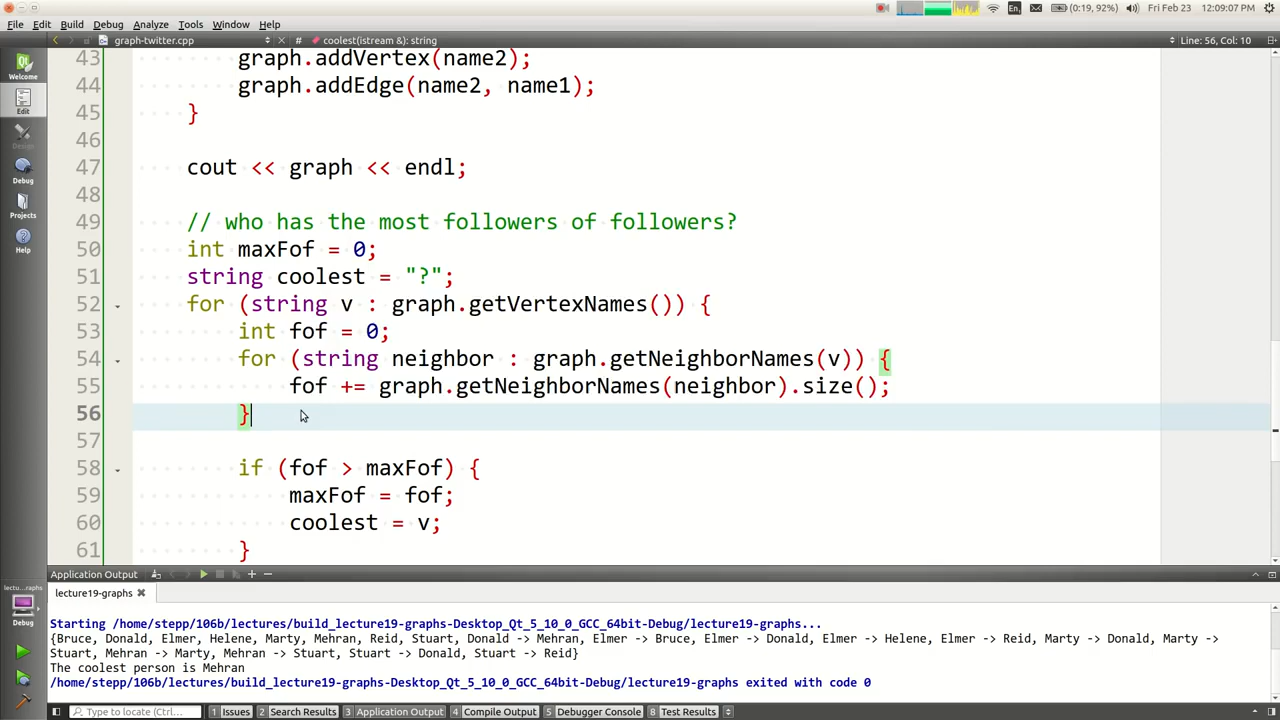 Fri Feb 23 12:09:07 PM
(0:19, 92%)
En
File Edit Build Debug Analyze Tools Window Help
graph-twitter.cpp
# coolest(istream &): string
Line: 56, Col: 10
Welcome
Edit
Design
Debug
Projects
Help
43 graph.addVertex(name2);
44 graph.addEdge(name2, name1);
45 }
46
47 cout << graph << endl;
48
49 // who has the most followers of followers?
50 int maxFof = 0;
51 string coolest = "?";
52 for (string v : graph.getVertexNames()) {
53 int fof = 0;
54 for (string neighbor : graph.getNeighborNames(v)) {
55 fof += graph.getNeighborNames(neighbor).size();
56 }
57
58 if (fof > maxFof) {
59 maxFof = fof;
60 coolest = v;
61 }
Application Output
lecture19-graphs
lectu...raphs
Debug
Starting /home/stepp/106b/lectures/build_lecture19-graphs-Desktop_Qt_5_10_0_GCC_64bit-Debug/lecture19-graphs...
{Bruce, Donald, Elmer, Helene, Marty, Mehran, Reid, Stuart, Donald -> Mehran, Elmer -> Bruce, Elmer -> Donald, Elmer -> Helene, Elmer -> Reid, Marty -> Donald, Marty ->
Stuart, Mehran -> Marty, Mehran -> Stuart, Stuart -> Donald, Stuart -> Reid}
The coolest person is Mehran
/home/stepp/106b/lectures/build_lecture19-graphs-Desktop_Qt_5_10_0_GCC_64bit-Debug/lecture19-graphs exited with code 0
Type to locate (Ctrl+...
1 Issues 2 Search Results 3 Application Output 4 Compile Output 5 Debugger Console 8 Test Results